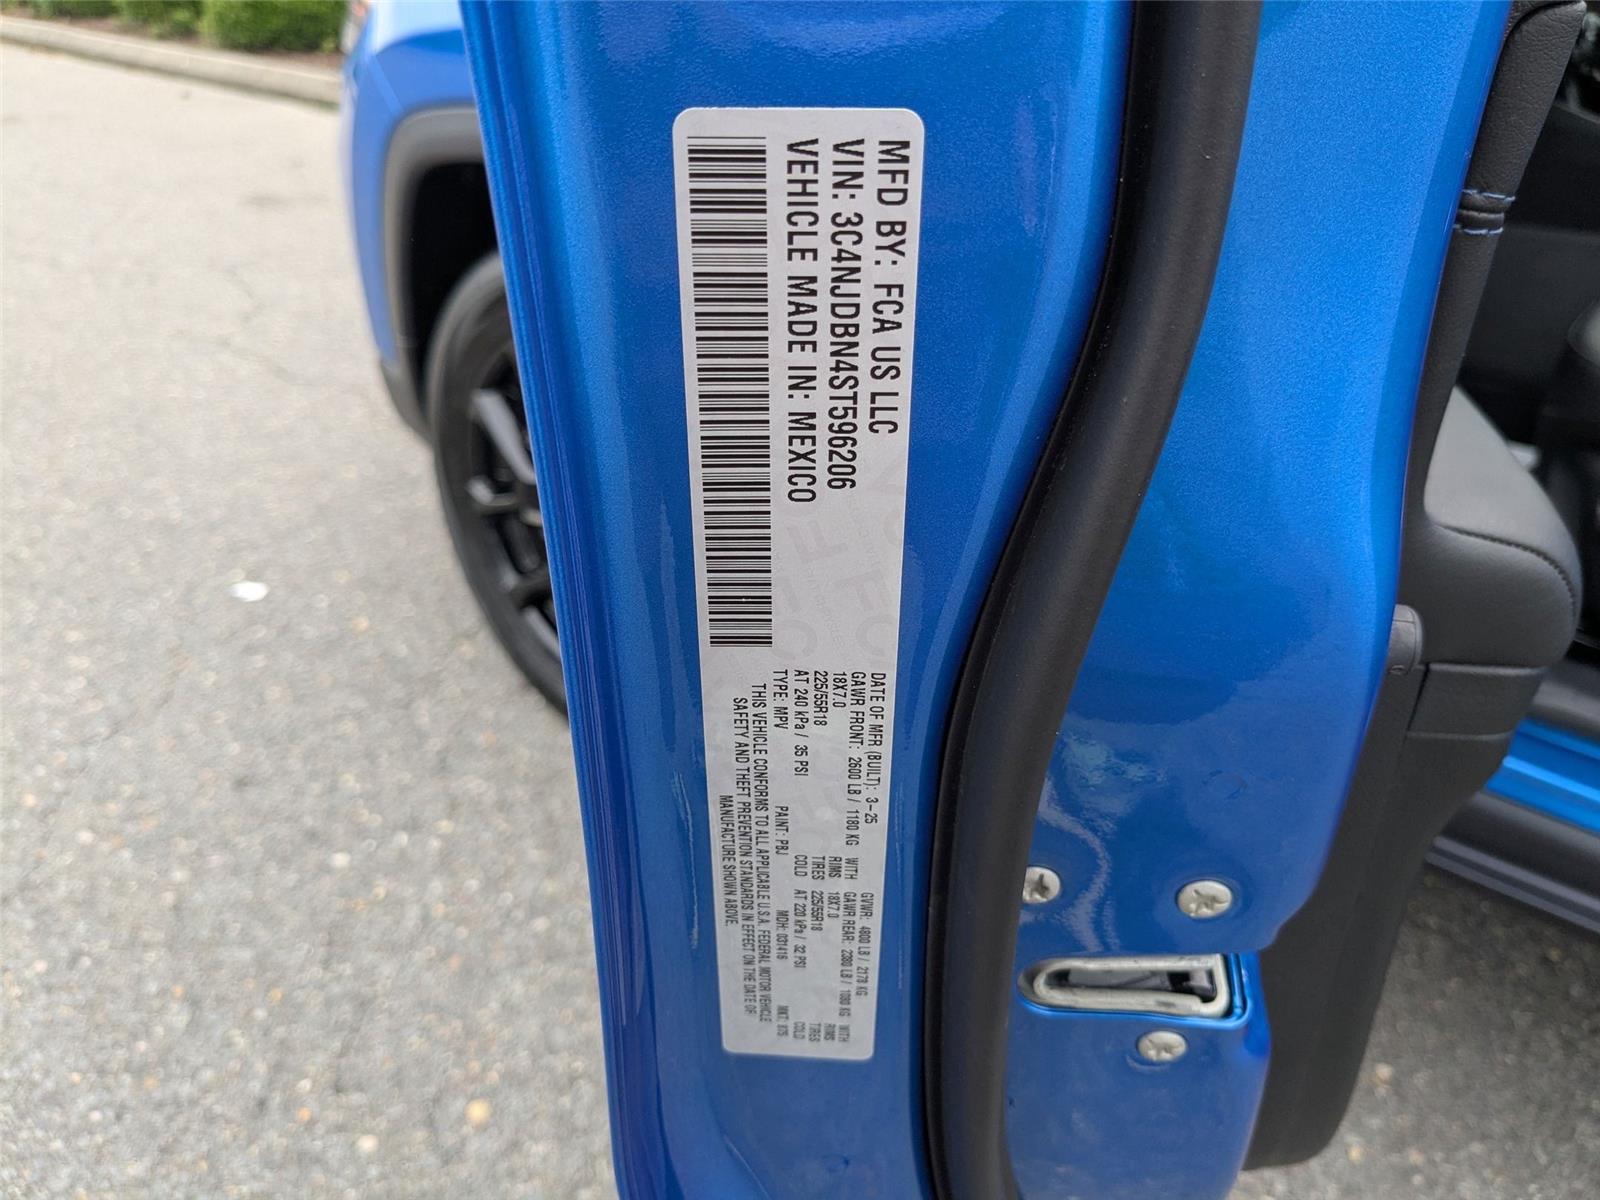 MFD BY: FCA US LLC
VIN: 3C4NJDBN4ST596206
VEHICLE MADE IN: MEXICO
DATE OF MFR (BUILT): 3-25 GVWR: 4800 LB / 2178 KG
GAWR FRONT: 2600 LB / 1180 KG WITH GAWR REAR: 2380 LB / 1080 KG WITH
18X7.0 RIMS 18X7.0 RIMS
225/55R18 TIRES 225/55R18 TIRES
AT 240 kPa / 35 PSI COLD AT 220 kPa / 32 PSI COLD
TYPE: MPV PAINT: PBJ MDH: 031416 MKT:
THIS VEHICLE CONFORMS TO ALL APPLICABLE U.S.A. FEDERAL MOTOR VEHICLE
SAFETY AND THEFT PREVENTION STANDARDS IN EFFECT ON THE DATE OF
MANUFACTURE SHOWN ABOVE.